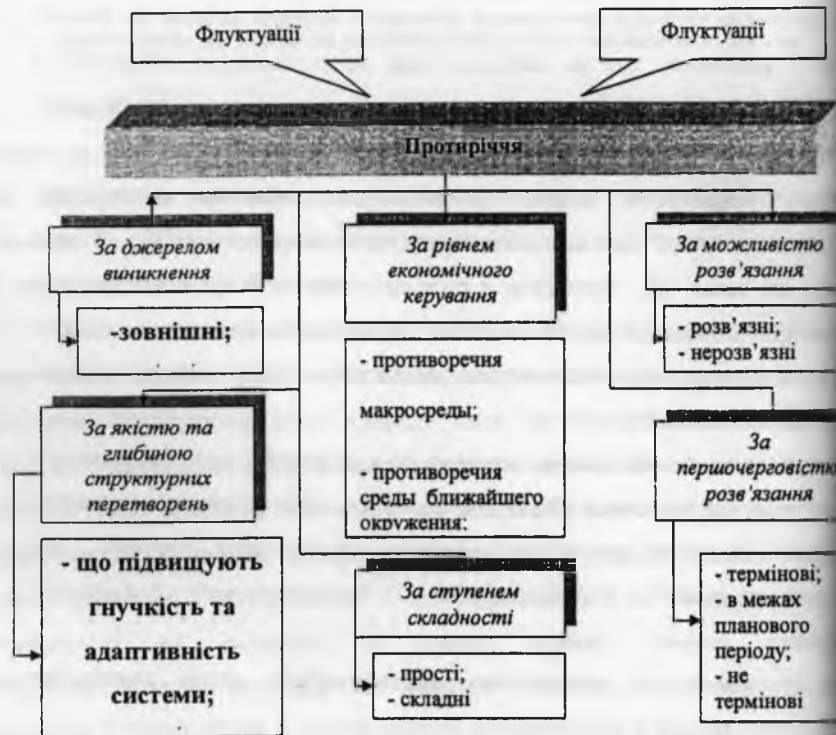 Флуктуації
Флуктуації
Протиріччя
За джерелом
виникнення
За рівнем
економічного
керування
За можливістю
розв’язання
-зовнішні;
- противоречия
макросреды;
- противоречия
среды ближайшего
окружения;
- розв’язні;
- нерозв’язні
За якістю та
глибиною
структурних
перетворень
За
першочерговістю
розв’язання
- що підвищують
гнучкість та
адаптивність
системи;
За ступенем
складності
- прості;
- складні
- термінові;
- в межах
планового
періоду;
- не
термінові